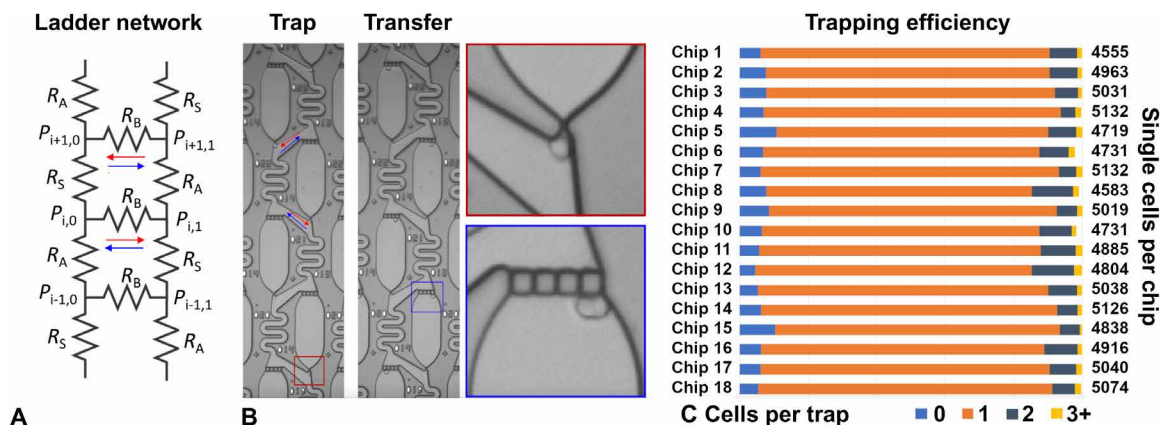 Ladder network
Trap
Transfer
Trapping efficiency
R_A
R_S
R_B
P_i+1,0
P_i+1,1
R_S
R_A
R_B
P_i,0
P_i,1
R_A
R_S
R_B
P_i-1,0
P_i-1,1
R_S
R_A
A
B
Chip 1 4555
Chip 2 4963
Chip 3 5031
Chip 4 5132
Chip 5 4719
Chip 6 4731
Chip 7 5132
Chip 8 4583
Chip 9 5019
Chip 10 4731
Chip 11 4885
Chip 12 4804
Chip 13 5038
Chip 14 5126
Chip 15 4838
Chip 16 4916
Chip 17 5040
Chip 18 5074
Single cells per chip
C Cells per trap 0 1 2 3+